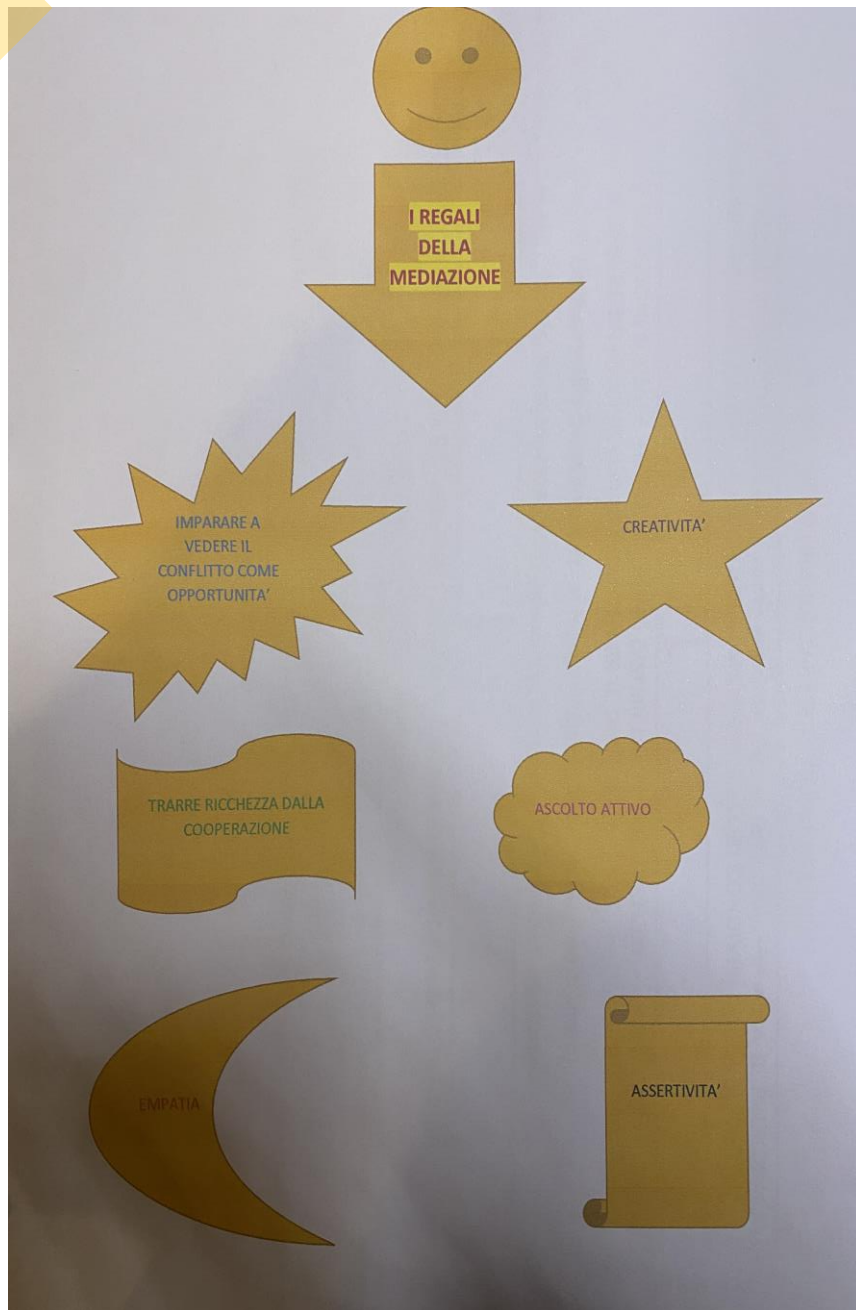 I REGALI
DELLA
MEDIAZIONE
IMPARARE A
VEDERE IL
CONFLITTO COME
OPPORTUNITA'
CREATIVITA'
TRARRE RICCHEZZA DALLA
COOPERAZIONE
ASCOLTO ATTIVO
EMPATIA
ASSERTIVITA'